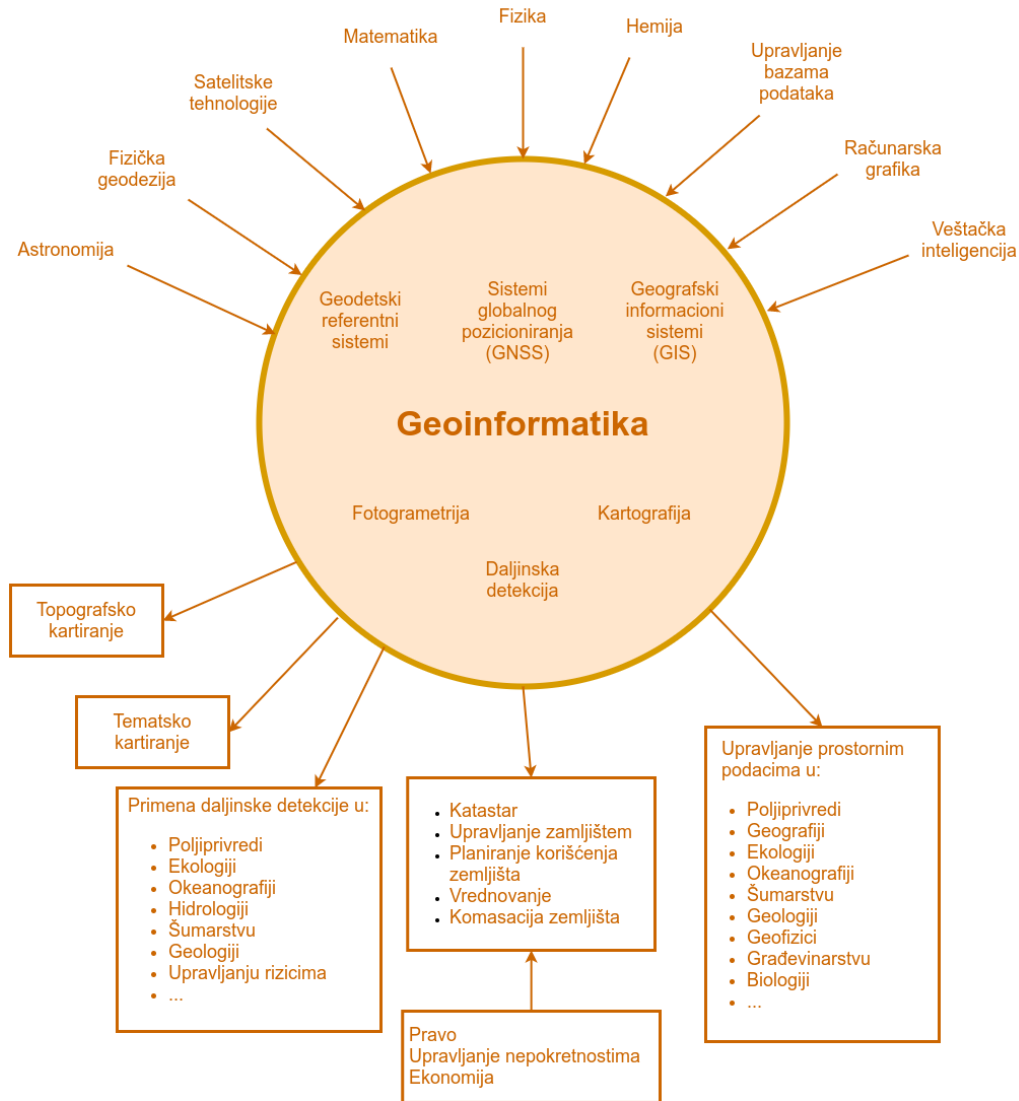 Fizika
Matematika
Hemija
Upravljanje
bazama
podataka
Satelitske
tehnologije
Računarska
grafika
Fizička
geodezija
Veštačka
inteligencija
Astronomija
Geodetski
referentni
sistemi
Sistemi
globalnog
pozicioniranja
(GNSS)
Geografski
informacioni
sistemi
(GIS)
Geoinformatika
Fotogrametrija
Kartografija
Daljinska
detekcija
Topografsko
kartiranje
Tematsko
kartiranje
Primena daljinske detekcije u:
Poljiprivredi
Ekologiji
Okeanografiji
Hidrologiji
Šumarstvu
Geologiji
Upravljanju rizicima
...
Katastar
Upravljanje zamljištem
Planiranje korišćenja
zemljišta
Vrednovanje
Komasacija zemljišta
Pravo
Upravljanje nepokretnostima
Ekonomija
Upravljanje prostornim
podacima u:
Poljiprivredi
Geografiji
Ekologiji
Okeanografiji
Šumarstvu
Geologiji
Geofizici
Građevinarstvu
Biologiji
...